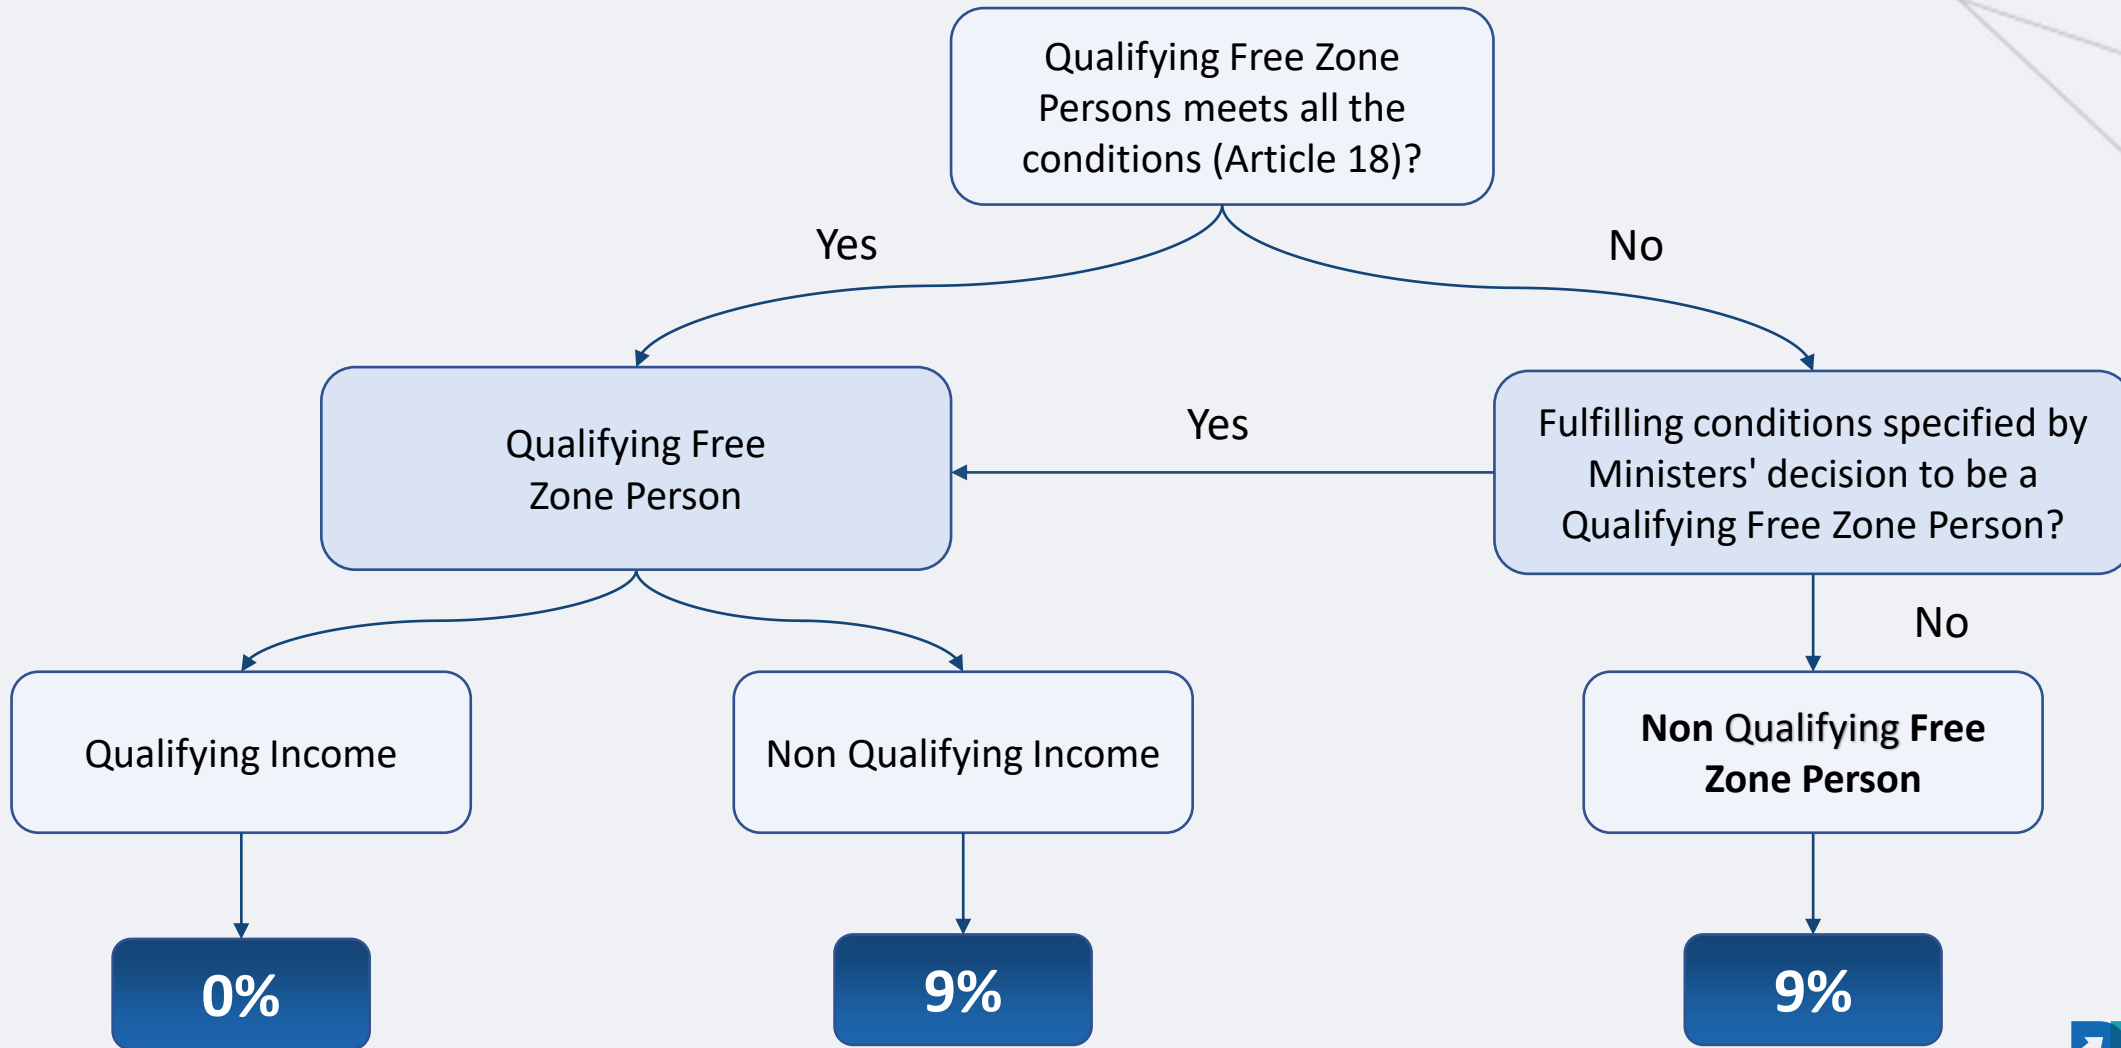 Qualifying Free Zone
Persons meets all the
conditions (Article 18)?
Yes
No
Qualifying Free
Zone Person
Yes
Fulfilling conditions specified by
Ministers' decision to be a
Qualifying Free Zone Person?
No
Qualifying Income
Non Qualifying Income
Non Qualifying Free
Zone Person
0%
9%
9%